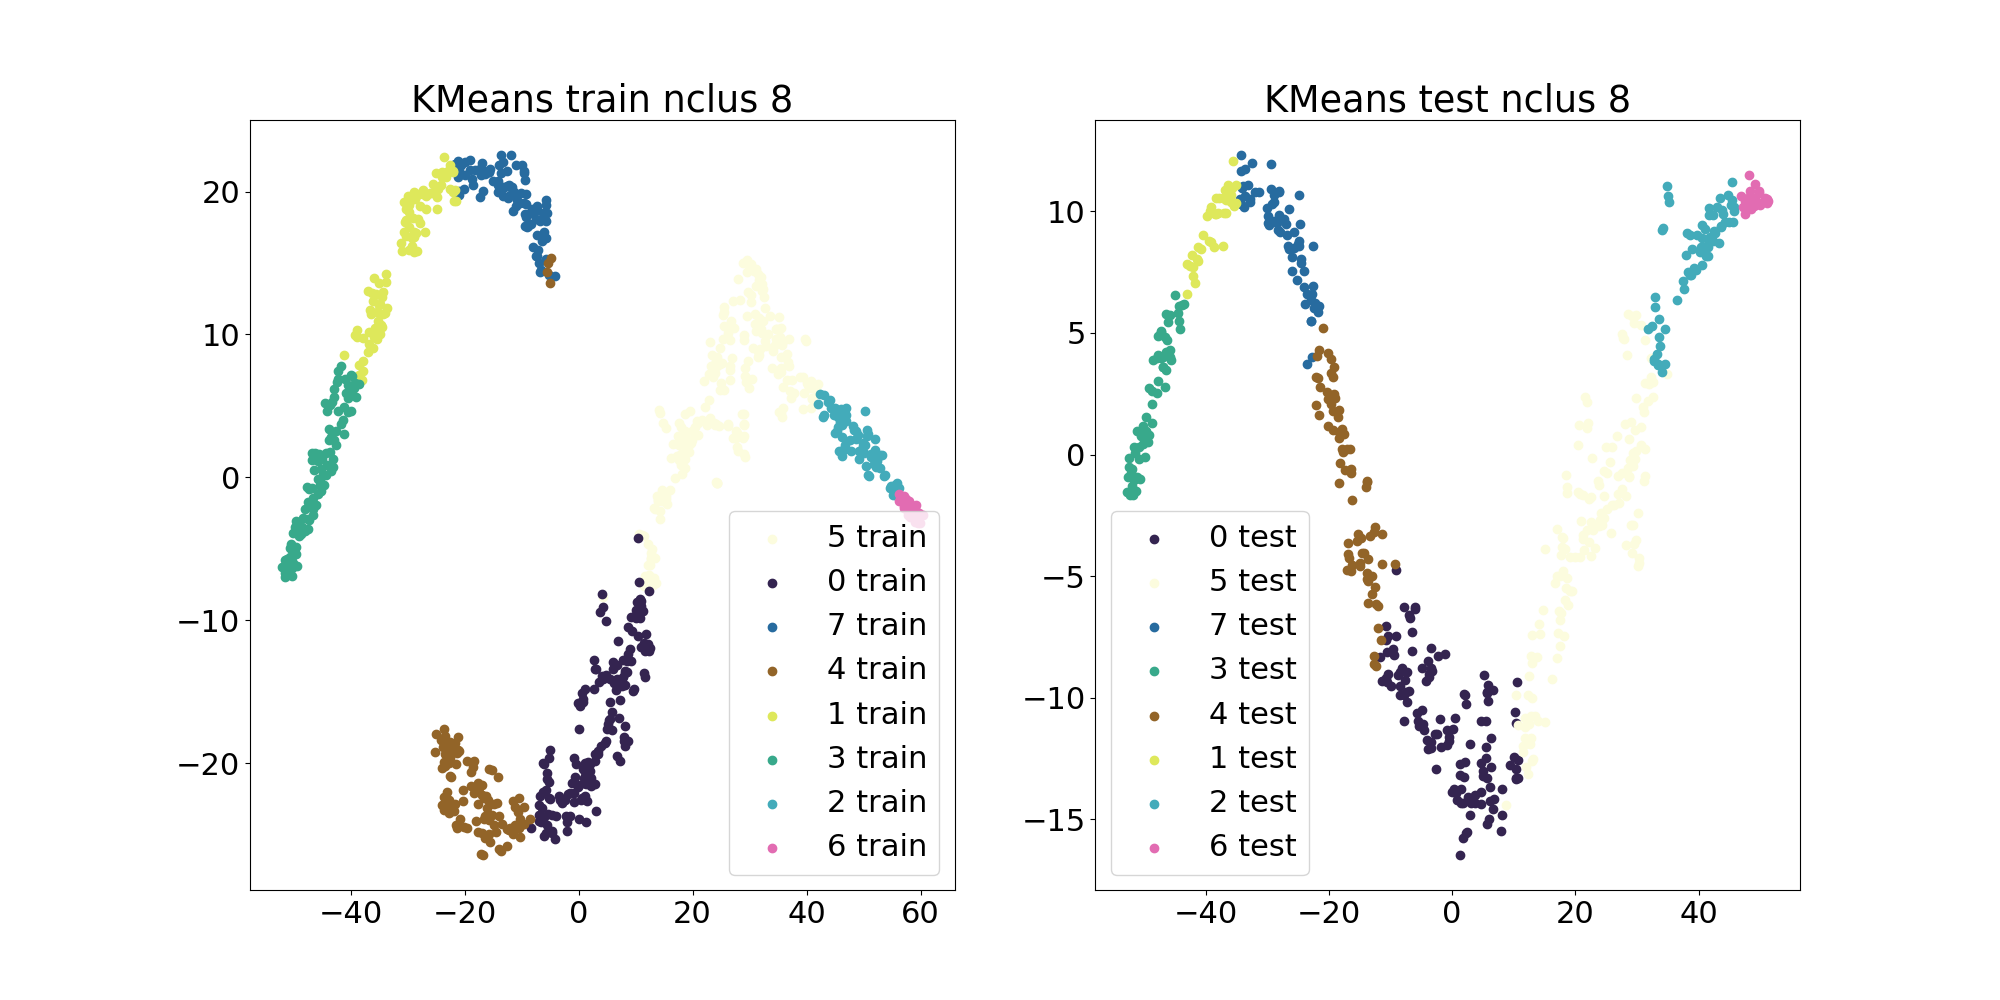 KMeans train nclus 8
20
10
0
−10
−20
−40
−20
0
20
40
60
5 train
0 train
7 train
4 train
1 train
3 train
2 train
6 train
KMeans test nclus 8
10
5
0
−5
−10
−15
−40
−20
0
20
40
0 test
5 test
7 test
3 test
4 test
1 test
2 test
6 test